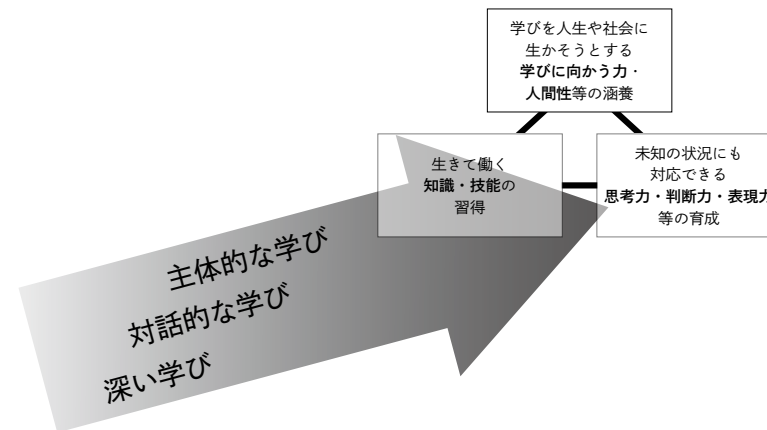 学びを人生や社会に
生かそうとする
学びに向かう力・
人間性等の涵養
生きて働く
知識・技能の
習得
未知の状況にも
対応できる
思考力・判断力・表現力
等の育成
主体的な学び
対話的な学び
深い学び